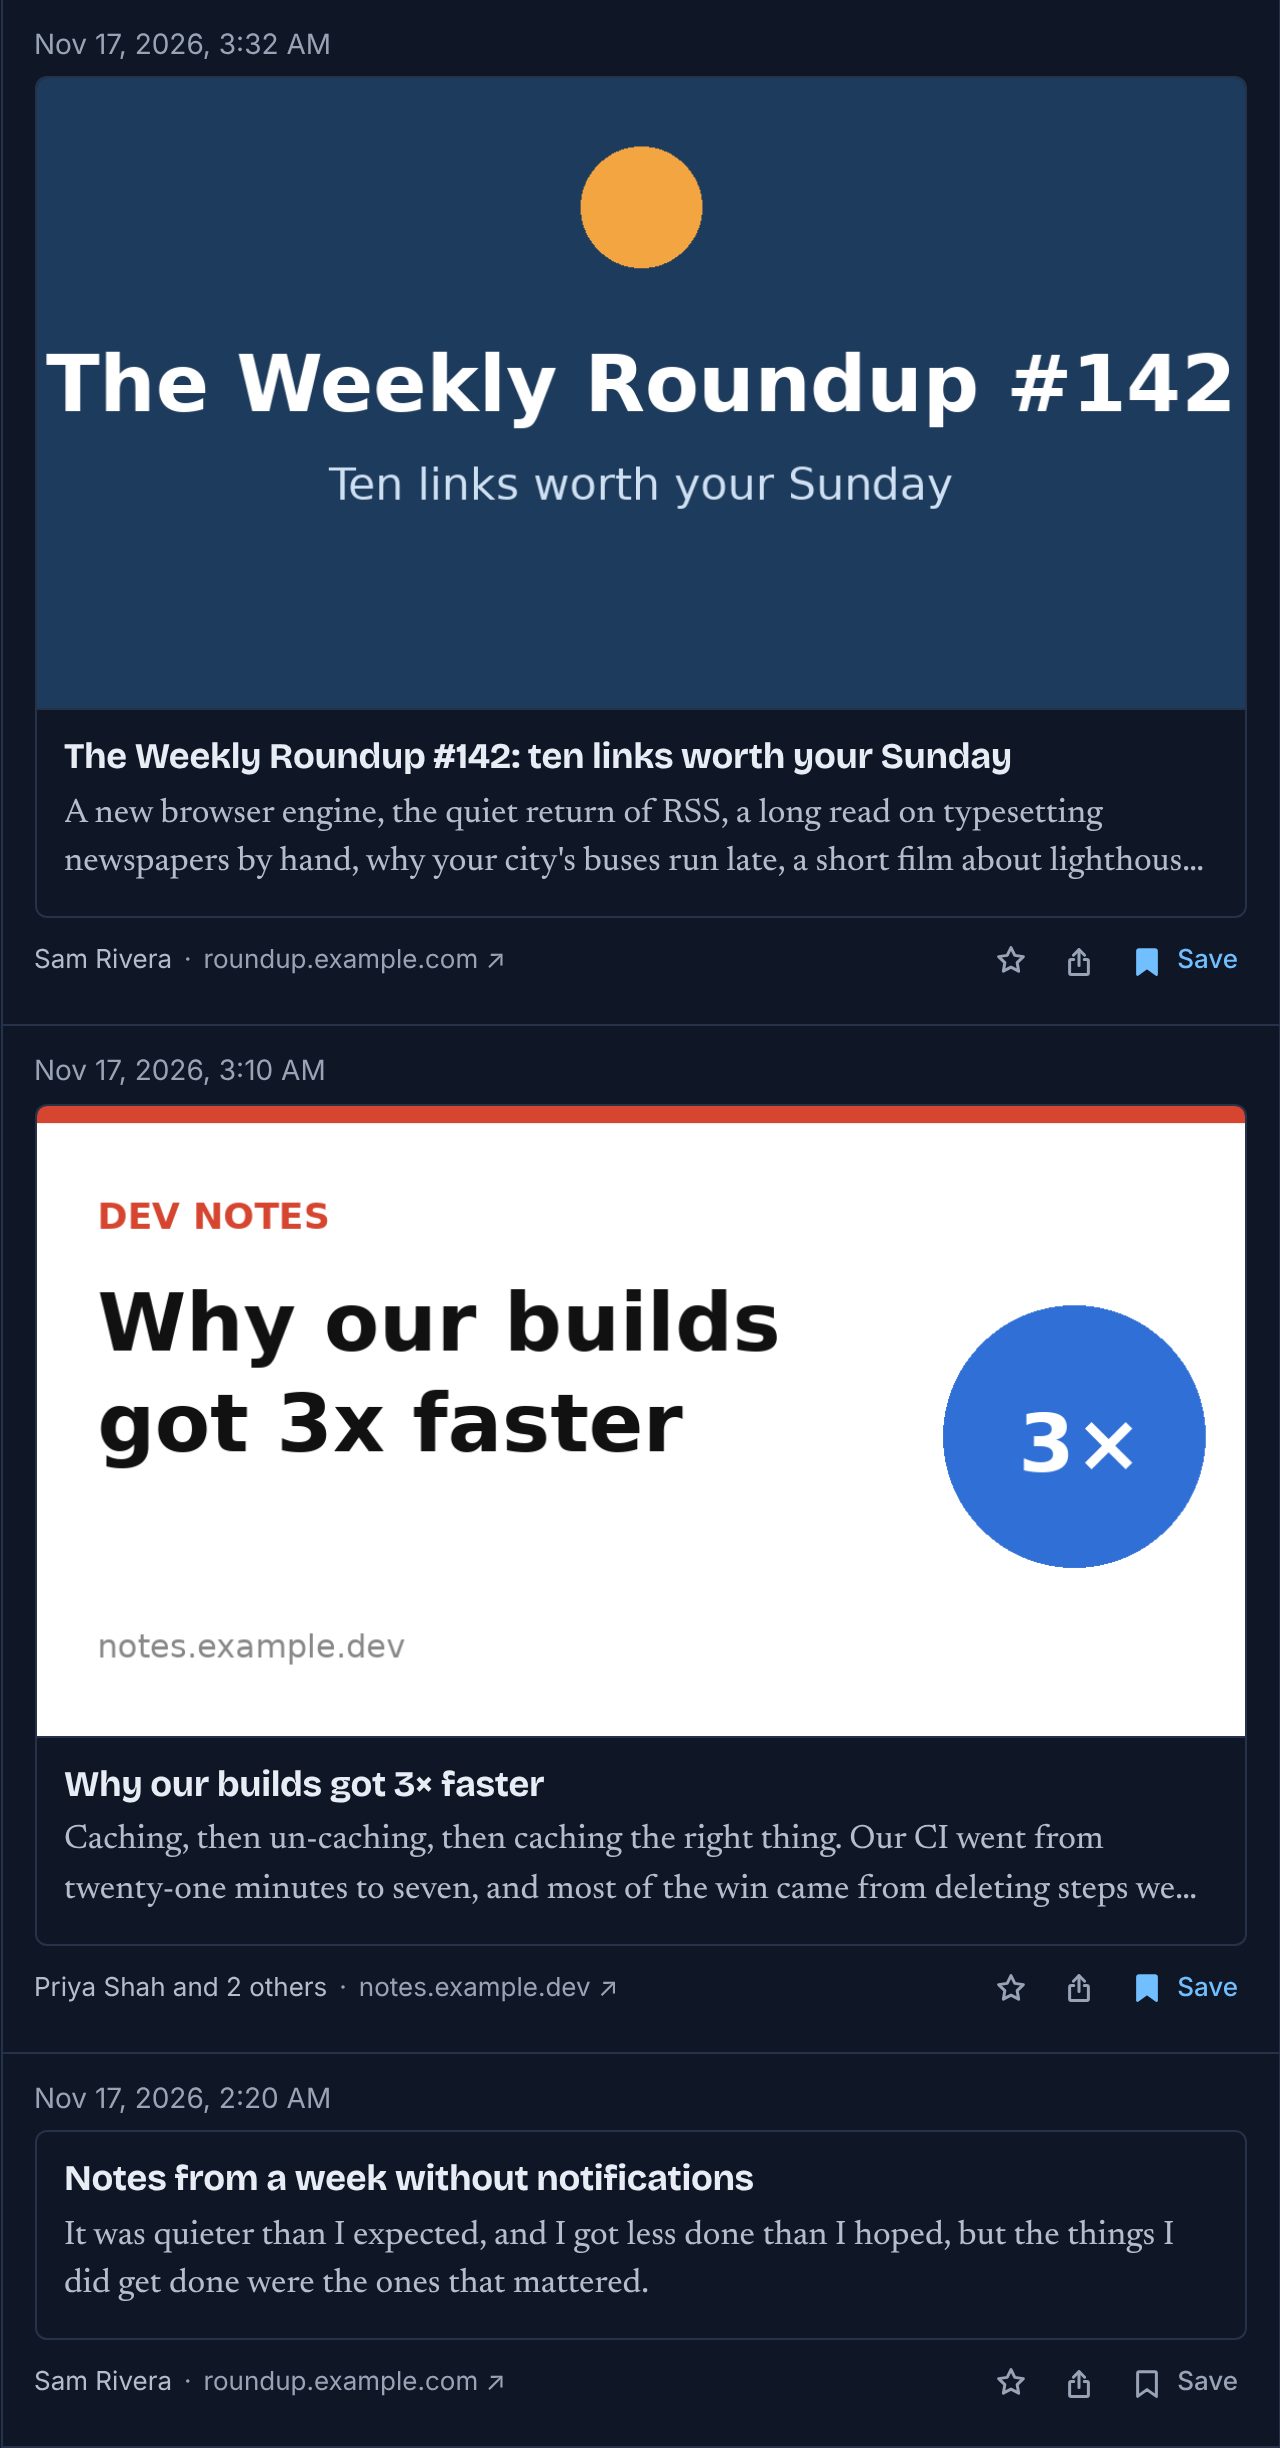 Nov 17, 2026, 3:32 AM
The Weekly Roundup #142
Ten links worth your Sunday
The Weekly Roundup #142: ten links worth your Sunday
A new browser engine, the quiet return of RSS, a long read on typesetting
newspapers by hand, why your city's buses run late, a short film about lighthous...
Sam Rivera · roundup.example.com ↗ Save
Nov 17, 2026, 3:10 AM
DEV NOTES
Why our builds
got 3x faster
3×
notes.example.dev
Why our builds got 3× faster
Caching, then un-caching, then caching the right thing. Our CI went from
twenty-one minutes to seven, and most of the win came from deleting steps we...
Priya Shah and 2 others · notes.example.dev ↗ Save
Nov 17, 2026, 2:20 AM
Notes from a week without notifications
It was quieter than I expected, and I got less done than I hoped, but the things I
did get done were the ones that mattered.
Sam Rivera · roundup.example.com ↗ Save